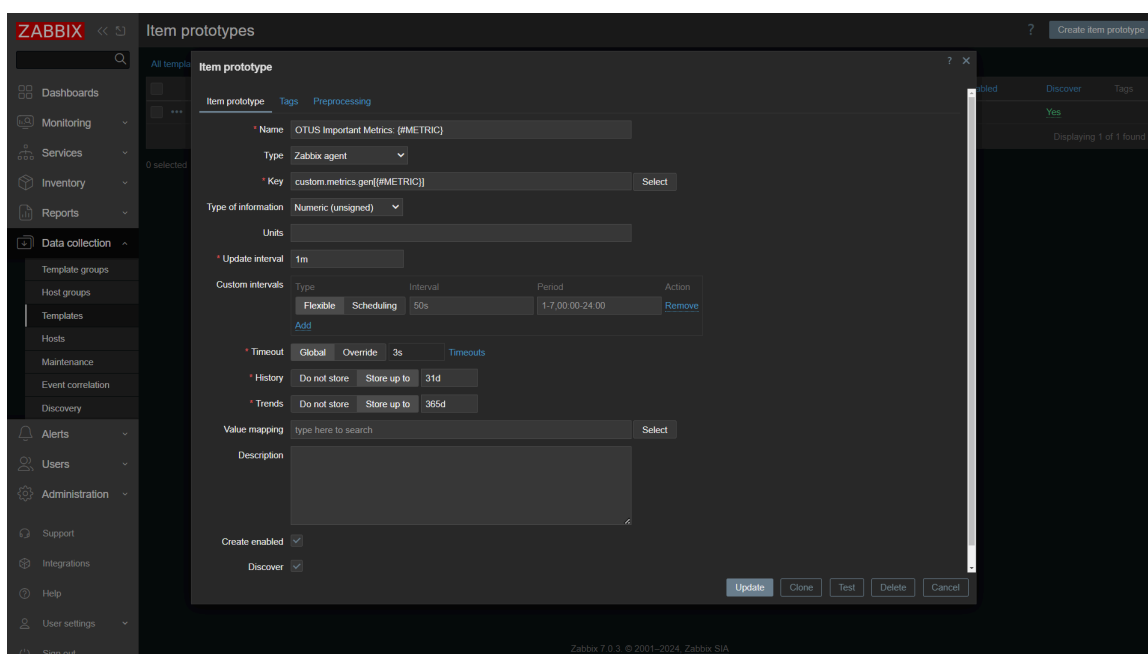 ZABBIX
Item prototypes
?
Create item prototype
All templa
Item prototype
? ×
Item prototype Tags Preprocessing
* Name OTUS Important Metrics: {#METRIC}
Type Zabbix agent
* Key custom.metrics.gen[{#METRIC}] Select
Type of information Numeric (unsigned)
Units
* Update interval 1m
Custom intervals Type Interval Period Action
Flexible Scheduling 50s 1-7,00:00-24:00 Remove
Add
* Timeout Global Override 3s Timeouts
* History Do not store Store up to 31d
* Trends Do not store Store up to 365d
Value mapping type here to search Select
Description
Create enabled
Discover
Update Clone Test Delete Cancel
abled Discover Tags
Yes
Displaying 1 of 1 found
0 selected
Dashboards
Monitoring
Services
Inventory
Reports
Data collection
Template groups
Host groups
Templates
Hosts
Maintenance
Event correlation
Discovery
Alerts
Users
Administration
Support
Integrations
Help
User settings
Sign out
Zabbix 7.0.3. © 2001–2024, Zabbix SIA